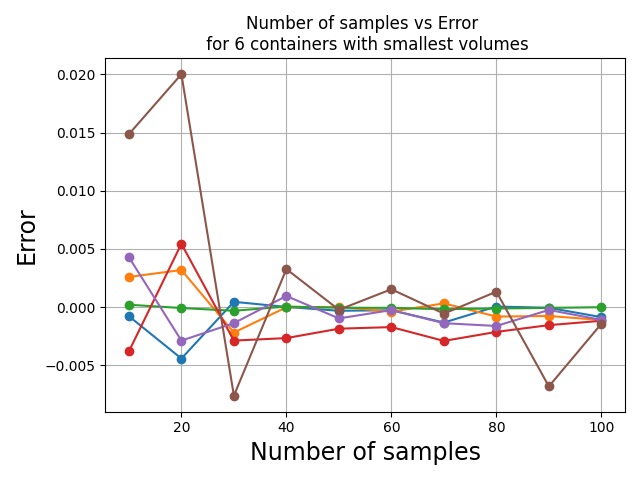 Number of samples vs Error
for 6 containers with smallest volumes
0.020
0.015
0.010
0.005
0.000
−0.005
Error
20 40 60 80 100
Number of samples